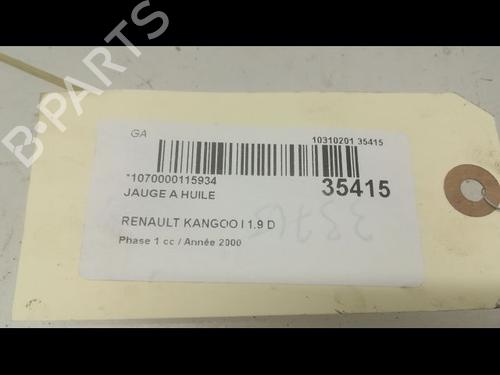 B-PARTS
GA
10310201 35415
*1070000115934
35415
JAUGE A HUILE
RENAULT KANGOO I 1.9 D
Phase 1 cc / Année 2000